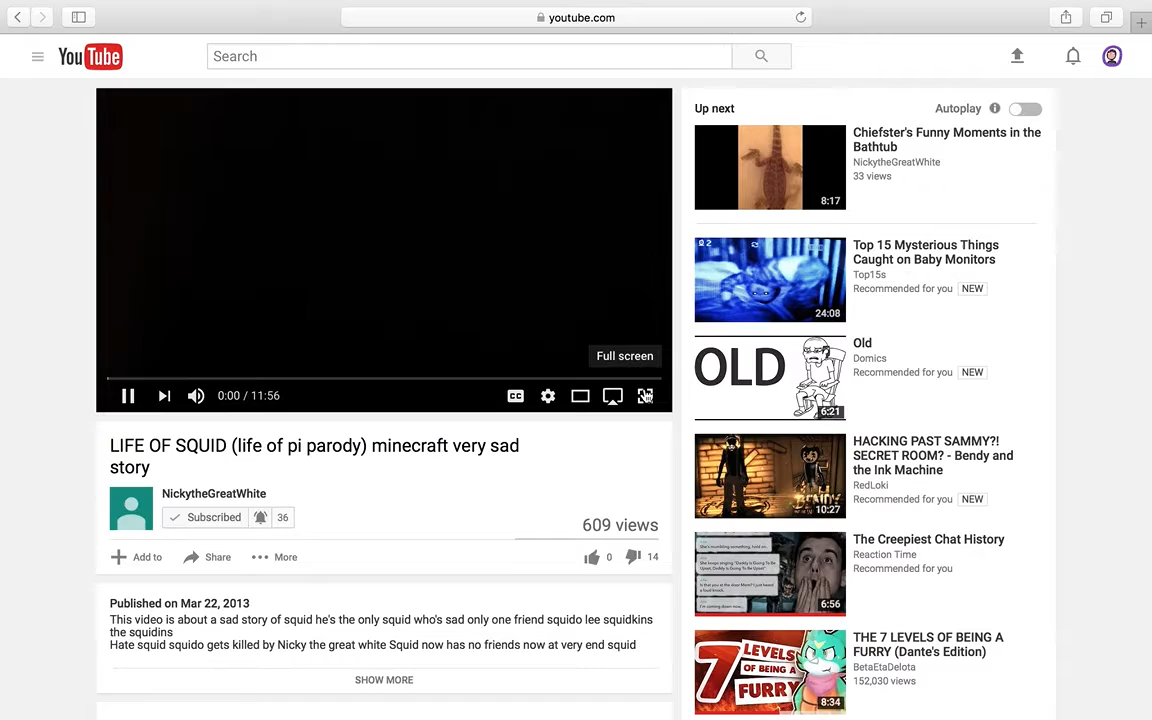 youtube.com
YouTube
Search
Full screen
0:00 / 11:56
LIFE OF SQUID (life of pi parody) minecraft very sad
story
NickytheGreatWhite
Subscribed 36
609 views
Add to Share More 0 14
Published on Mar 22, 2013
This video is about a sad story of squid he's the only squid who's sad only one friend squido lee squidkins
the squidins
Hate squid squido gets killed by Nicky the great white Squid now has no friends now at very end squid
SHOW MORE
Up next Autoplay
Chiefster's Funny Moments in the
Bathtub
NickytheGreatWhite
33 views
8:17
Top 15 Mysterious Things
Caught on Baby Monitors
Top15s
Recommended for you NEW
24:08
Old
Domics
Recommended for you NEW
OLD
6:21
HACKING PAST SAMMY?!
SECRET ROOM? - Bendy and
the Ink Machine
RedLoki
Recommended for you NEW
BENDY
10:27
The Creepiest Chat History
Reaction Time
Recommended for you
6:56
THE 7 LEVELS OF BEING A
FURRY (Dante's Edition)
BetaEtaDelota
152,030 views
7 LEVELS
OF BEING A
FURRY
8:34